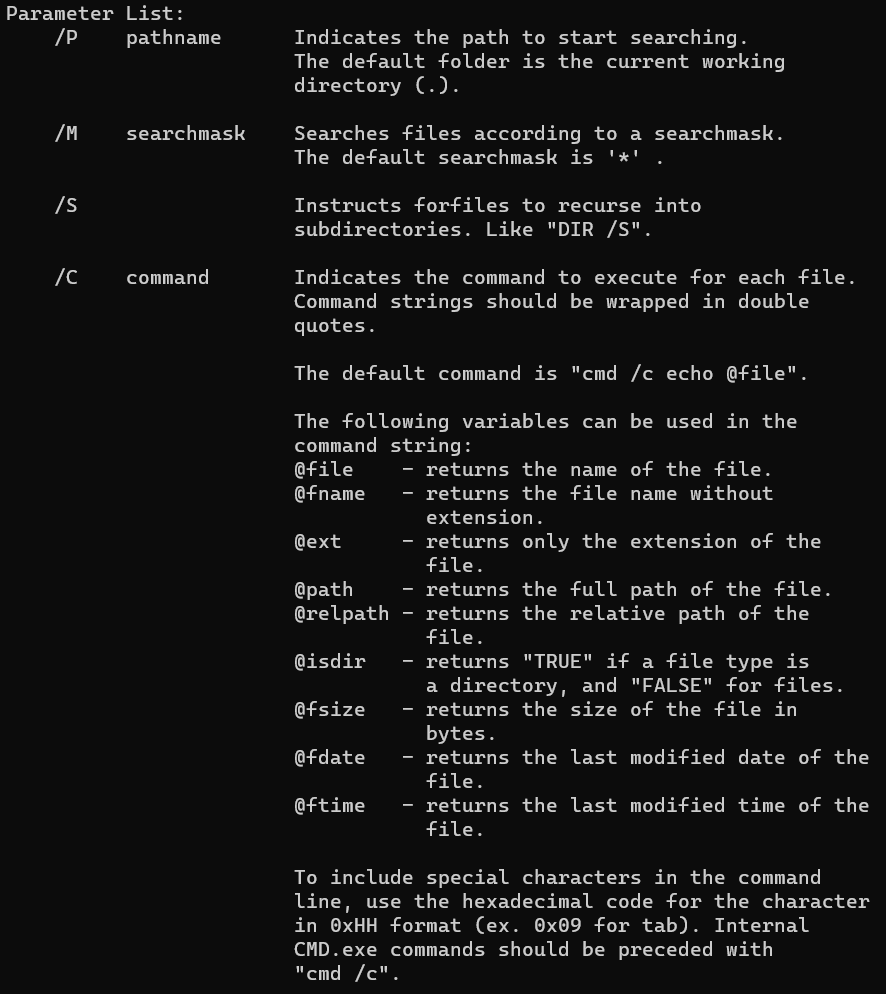 Parameter List:
/P pathname Indicates the path to start searching.
The default folder is the current working
directory (.).
/M searchmask Searches files according to a searchmask.
The default searchmask is '*' .
/S Instructs forfiles to recurse into
subdirectories. Like "DIR /S".
/C command Indicates the command to execute for each file.
Command strings should be wrapped in double
quotes.
The default command is "cmd /c echo @file".
The following variables can be used in the
command string:
@file - returns the name of the file.
@fname - returns the file name without
extension.
@ext - returns only the extension of the
file.
@path - returns the full path of the file.
@relpath - returns the relative path of the
file.
@isdir - returns "TRUE" if a file type is
a directory, and "FALSE" for files.
@fsize - returns the size of the file in
bytes.
@fdate - returns the last modified date of the
file.
@ftime - returns the last modified time of the
file.
To include special characters in the command
line, use the hexadecimal code for the character
in 0xHH format (ex. 0x09 for tab). Internal
CMD.exe commands should be preceded with
"cmd /c".